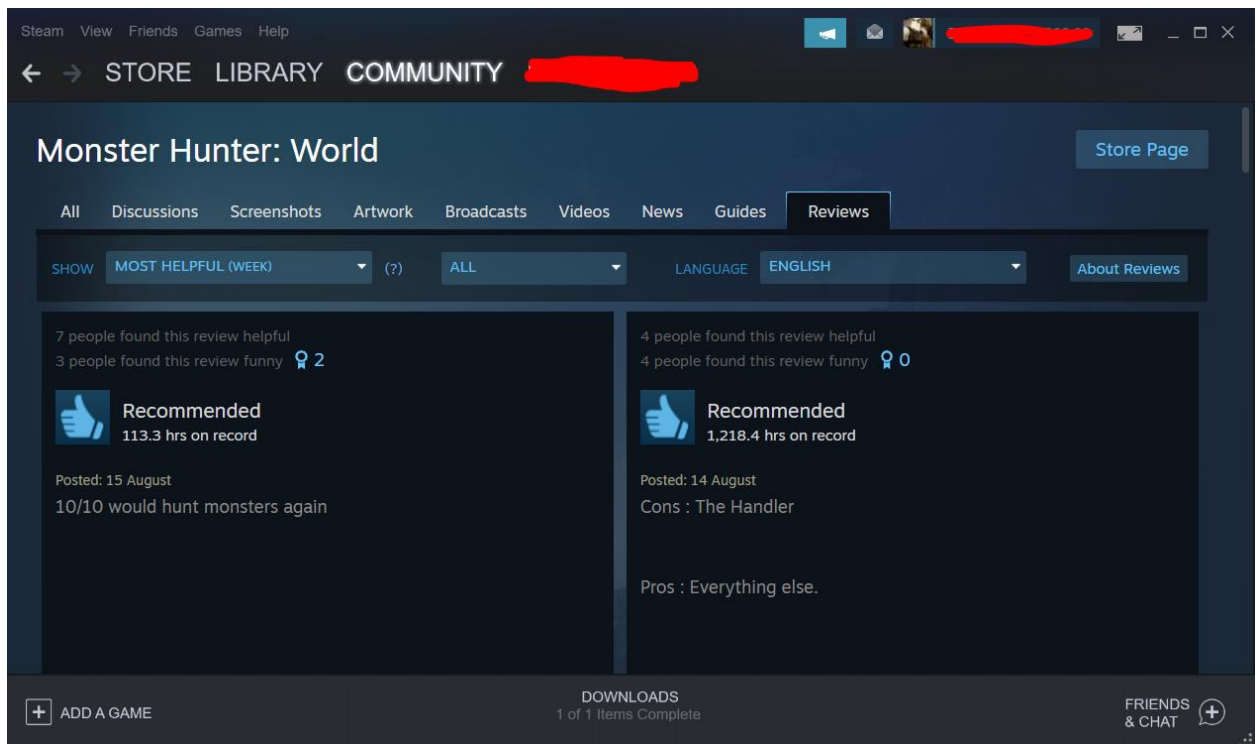 Steam View Friends Games Help
STORE LIBRARY COMMUNITY
Monster Hunter: World
Store Page
All Discussions Screenshots Artwork Broadcasts Videos News Guides Reviews
SHOW MOST HELPFUL (WEEK) (?) ALL LANGUAGE ENGLISH About Reviews
7 people found this review helpful
3 people found this review funny 2
Recommended
113.3 hrs on record
Posted: 15 August
10/10 would hunt monsters again
4 people found this review helpful
4 people found this review funny 0
Recommended
1,218.4 hrs on record
Posted: 14 August
Cons : The Handler
Pros : Everything else.
ADD A GAME
DOWNLOADS
1 of 1 Items Complete
FRIENDS
& CHAT